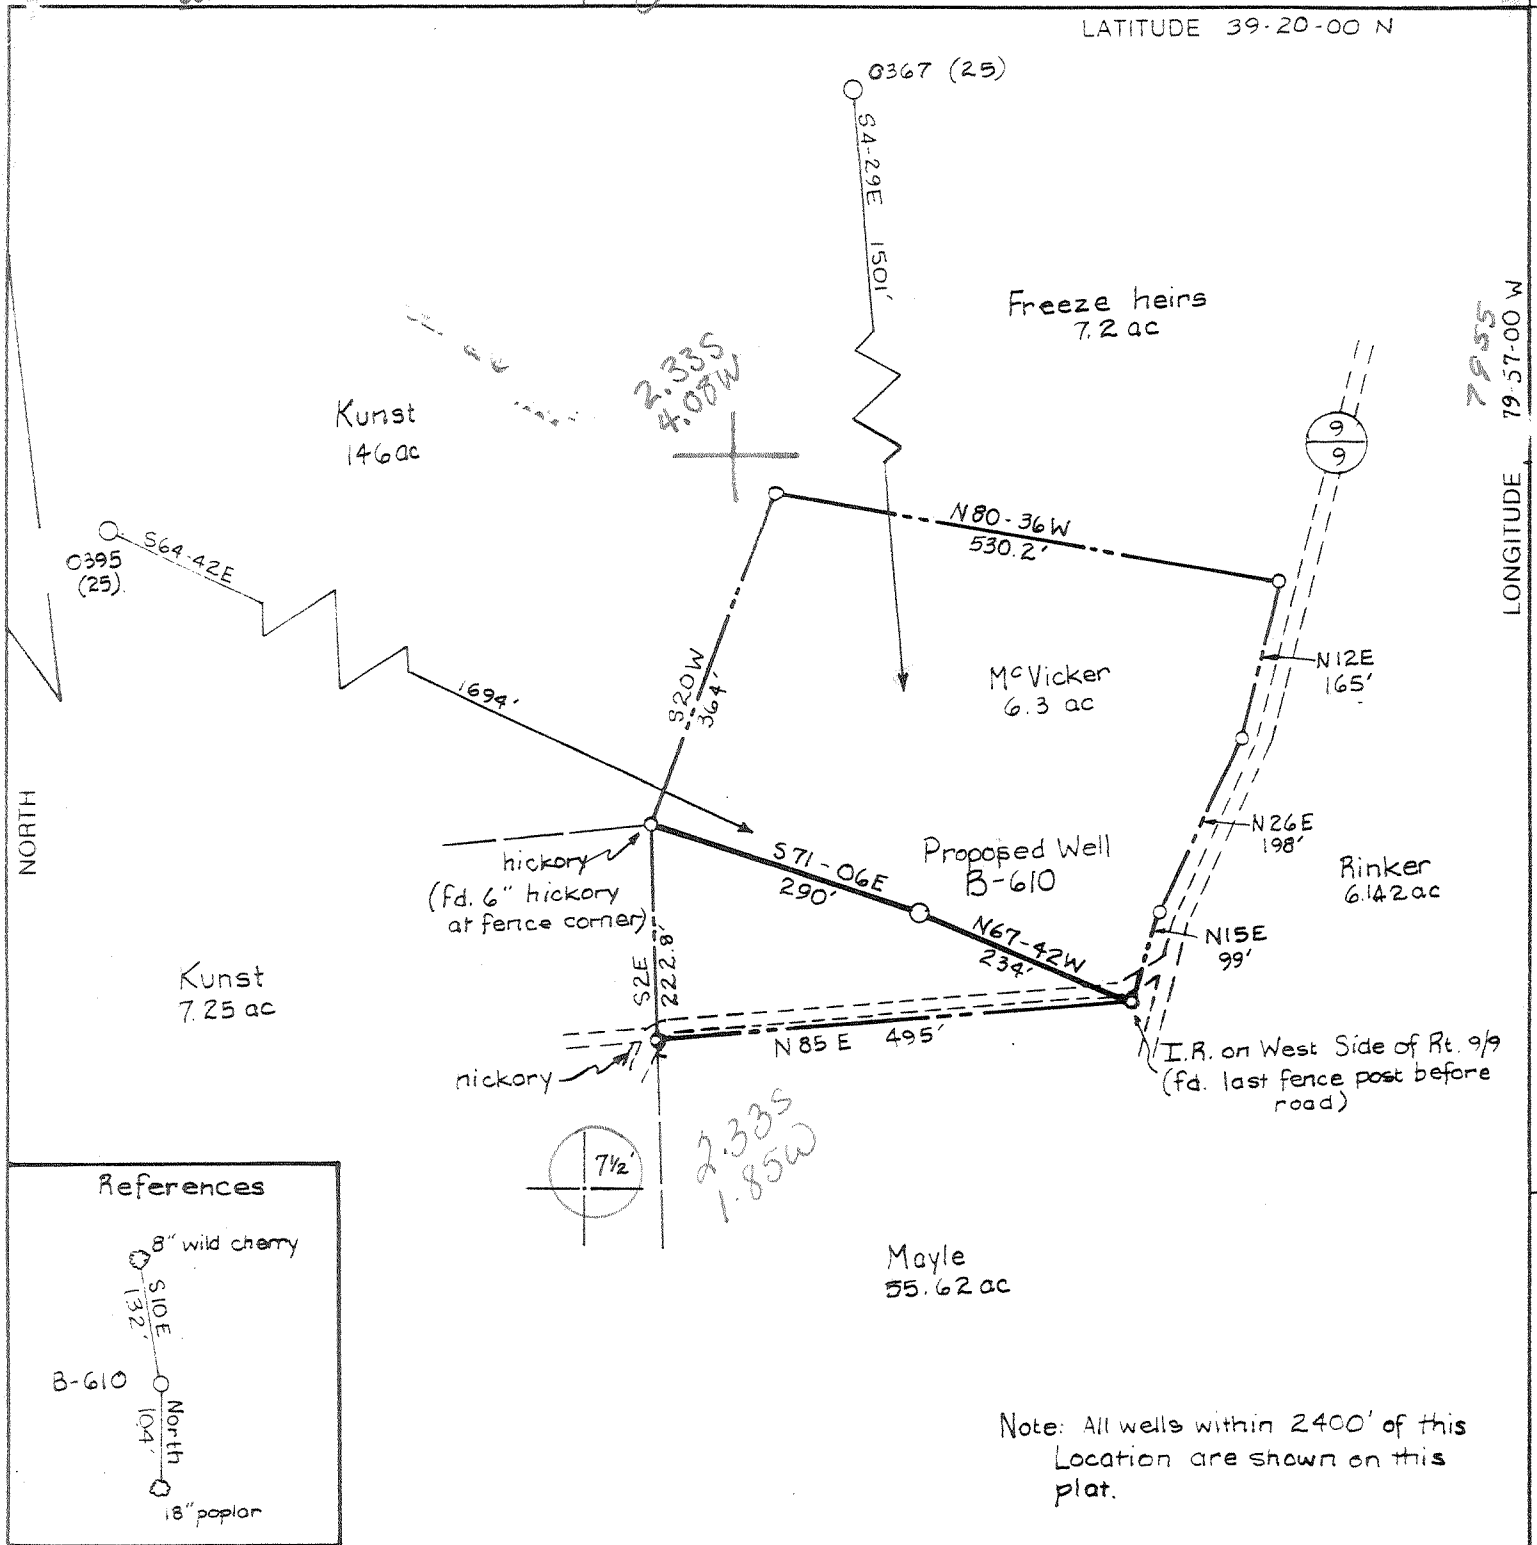 LATITUDE 39-20-00 N
0367 (25)
S4-29E 1501'
Freeze heirs
7.2 ac
7955
LONGITUDE 79-57-00 W
2.33S
4.08W
Kunst
146 ac
9
9
N80-36W
530.2'
0395
(25)
S64-42E
1694'
S20W
364'
McVicker
6.3 ac
N12E
165'
NORTH
hickory
(fd. 6" hickory
at fence corner)
S71-06E
290'
Proposed Well
B-610
N26E
198'
Rinker
6.142 ac
N67-42W
234'
N15E
99'
Kunst
7.25 ac
S2E
222.8'
N85E 495'
hickory
I.R. on West Side of Rt. 9/9
(fd. last fence post before
road)
7½'
2.33S
1.85W
References
8" wild cherry
S10E
132'
B-610
North
104'
18" poplar
Mayle
55.62 ac
Note: All wells within 2400' of this
Location are shown on this
plat.